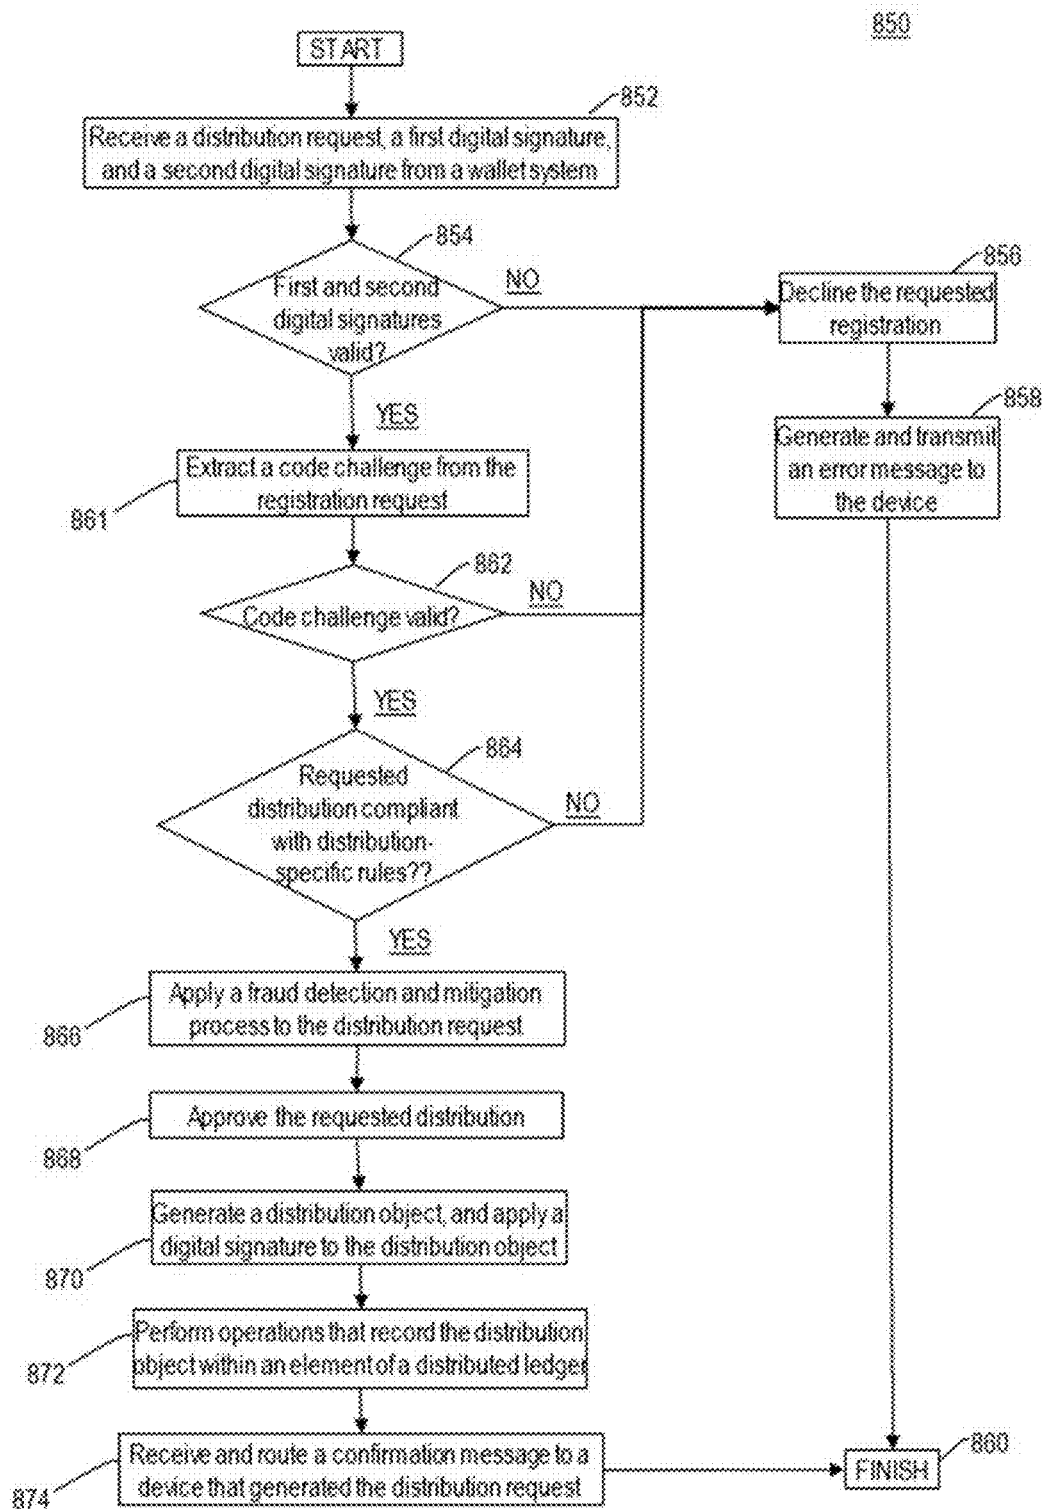 850
START
852
Receive a distribution request, a first digital signature,
and a second digital signature from a wallet system
854
First and second
digital signatures
valid?
NO
856
Decline the requested
registration
858
Generate and transmit
an error message to
the device
YES
Extract a code challenge from the
registration request
861
862
Code challenge valid?
NO
YES
864
Requested
distribution compliant
with distribution-
specific rules??
NO
YES
Apply a fraud detection and mitigation
process to the distribution request
866
Approve the requested distribution
868
Generate a distribution object, and apply a
digital signature to the distribution object
870
Perform operations that record the distribution
object within an element of a distributed ledger
872
Receive and route a confirmation message to a
device that generated the distribution request
874
860
FINISH